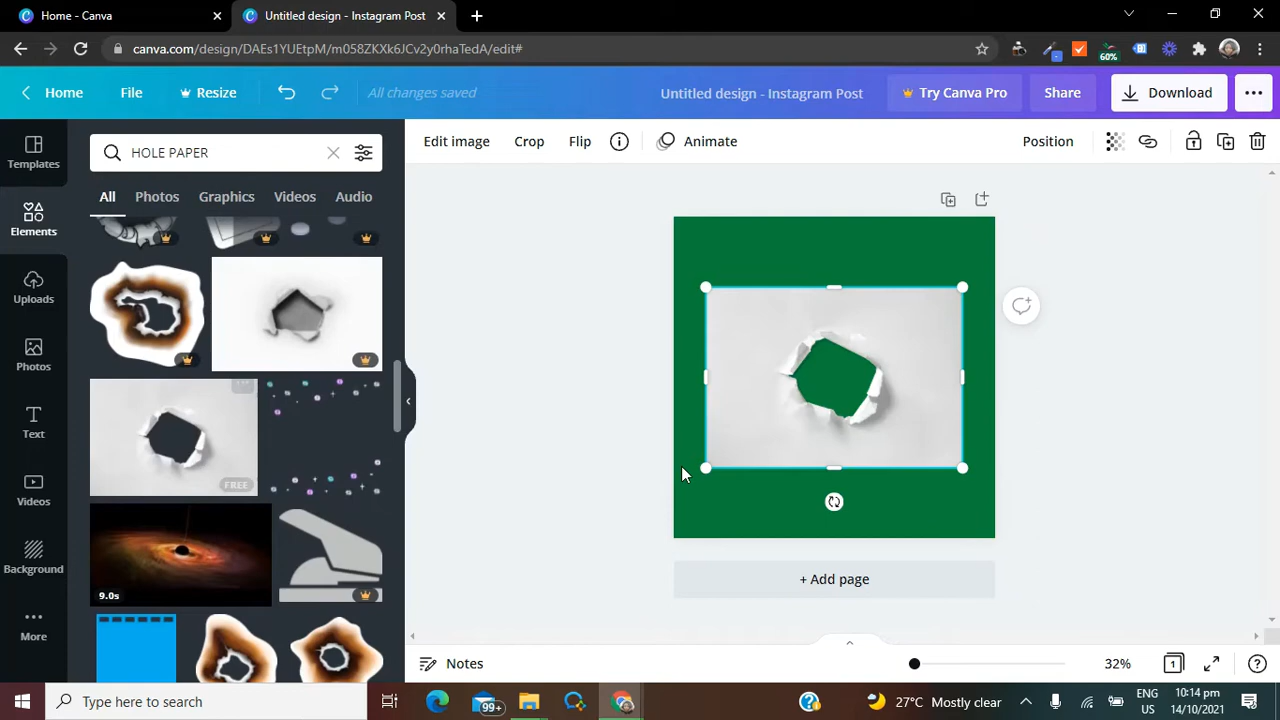 Home - Canva
Untitled design - Instagram Post
canva.com/design/DAEs1YUEtpM/m058ZKXk6JCv2y0rhaTedA/edit#
60%
Home
File
Resize
All changes saved
Untitled design - Instagram Post
Try Canva Pro
Share
Download
Templates
Elements
Uploads
Photos
Text
Videos
Background
More
HOLE PAPER
All
Photos
Graphics
Videos
Audio
FREE
9.0s
Edit image
Crop
Flip
Animate
Position
+ Add page
Notes
32%
1
Type here to search
99+
27°C Mostly clear
ENG
US
10:14 pm
14/10/2021